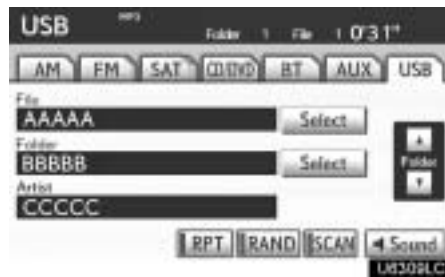 USB MP3 Folder 1 File 1 0'31"
AM FM SAT CD/DVD BT AUX USB
File
AAAAA Select
Folder
BBBBB Select
Folder
Artist
CCCCC
RPT RAND SCAN Sound
U6309LC